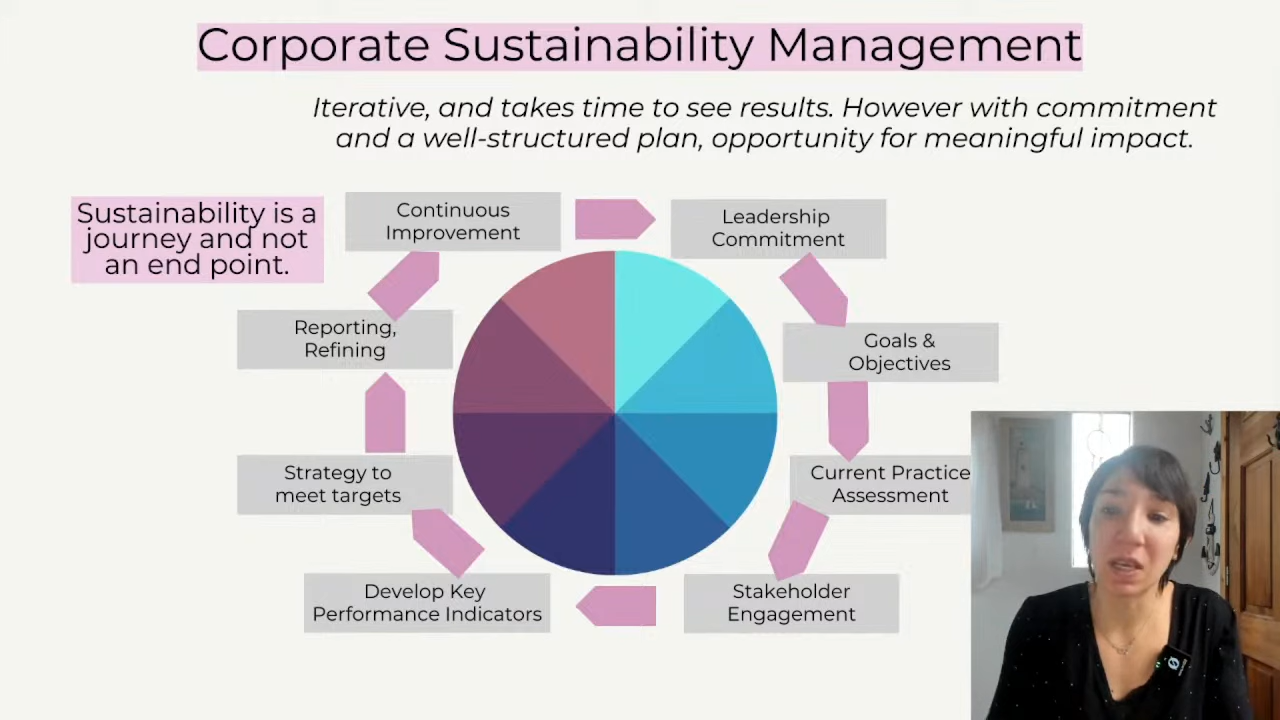 Corporate Sustainability Management
Iterative, and takes time to see results. However with commitment
and a well-structured plan, opportunity for meaningful impact.
Sustainability is a
journey and not
an end point.
Continuous
Improvement
Leadership
Commitment
Reporting,
Refining
Goals &
Objectives
Strategy to
meet targets
Current Practice
Assessment
Develop Key
Performance Indicators
Stakeholder
Engagement